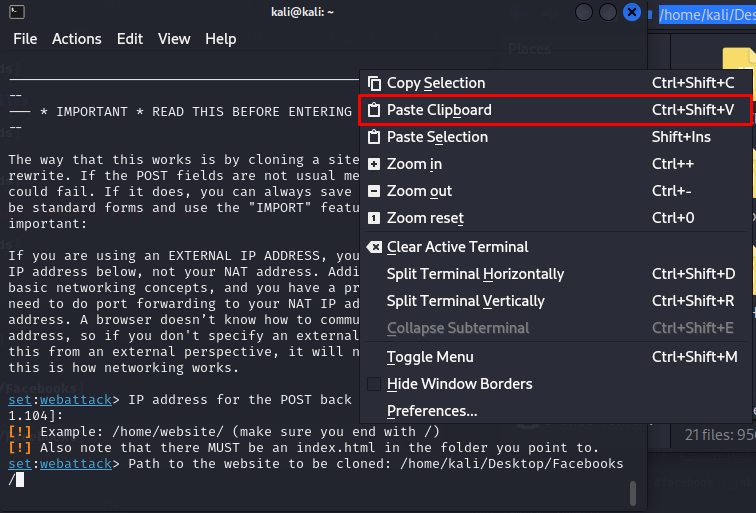 kali@kali: ~
/home/kali/Des
File Actions Edit View Help
Places
--
--- * IMPORTANT * READ THIS BEFORE ENTERING
--
The way that this works is by cloning a site
rewrite. If the POST fields are not usual me
could fail. If it does, you can always save
be standard forms and use the "IMPORT" featu
important:
If you are using an EXTERNAL IP ADDRESS, you
IP address below, not your NAT address. Addi
basic networking concepts, and you have a pr
need to do port forwarding to your NAT IP ad
address. A browser doesn’t know how to commu
address, so if you don't specify an external
this from an external perspective, it will n
this is how networking works.
/Facebooks
set:webattack> IP address for the POST back
1.104]:
[!] Example: /home/website/ (make sure you end with /)
[!] Also note that there MUST be an index.html in the folder you point to.
set:webattack> Path to the website to be cloned: /home/kali/Desktop/Facebooks
/
Copy Selection Ctrl+Shift+C
Paste Clipboard Ctrl+Shift+V
Paste Selection Shift+Ins
Zoom in Ctrl++
Zoom out Ctrl+-
Zoom reset Ctrl+0
Clear Active Terminal
Split Terminal Horizontally Ctrl+Shift+D
Split Terminal Vertically Ctrl+Shift+R
Collapse Subterminal Ctrl+Shift+E
Toggle Menu Ctrl+Shift+M
Hide Window Borders
Preferences...
21 files: 950